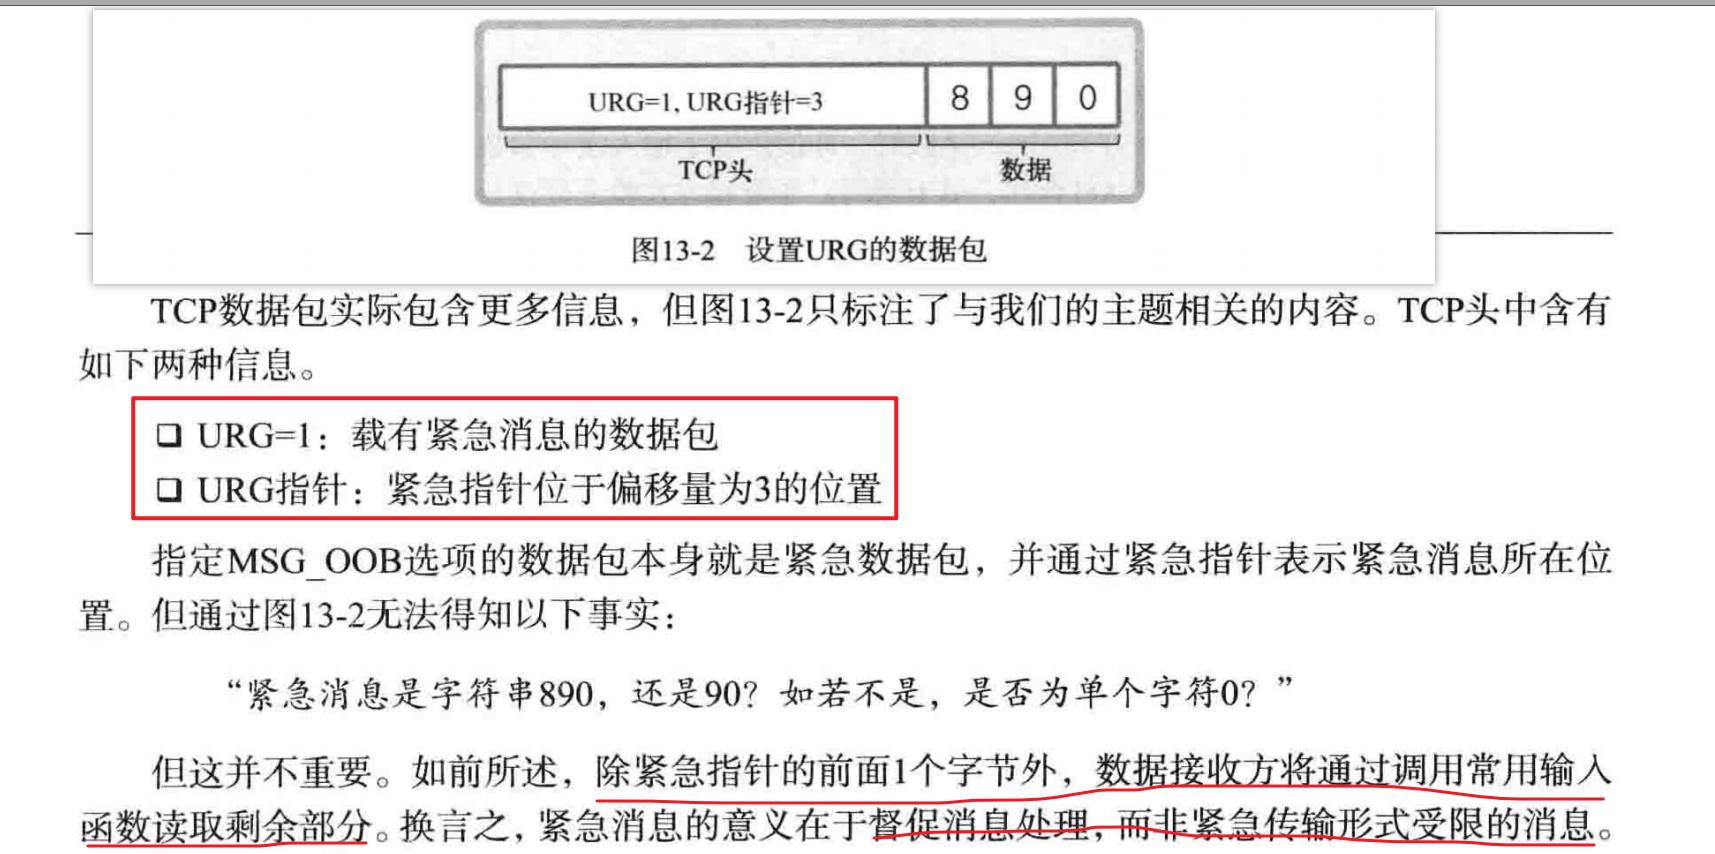 URG=1, URG指针=3 8 9 0
TCP头 数据
图13-2 设置URG的数据包
TCP数据包实际包含更多信息，但图13-2只标注了与我们的主题相关的内容。TCP头中含有
如下两种信息。
❏ URG=1：载有紧急消息的数据包
❏ URG指针：紧急指针位于偏移量为3的位置
指定MSG_OOB选项的数据包本身就是紧急数据包，并通过紧急指针表示紧急消息所在位
置。但通过图13-2无法得知以下事实：
“紧急消息是字符串890，还是90？如若不是，是否为单个字符0？”
但这并不重要。如前所述，除紧急指针的前面1个字节外，数据接收方将通过调用常用输入
函数读取剩余部分。换言之，紧急消息的意义在于督促消息处理，而非紧急传输形式受限的消息。